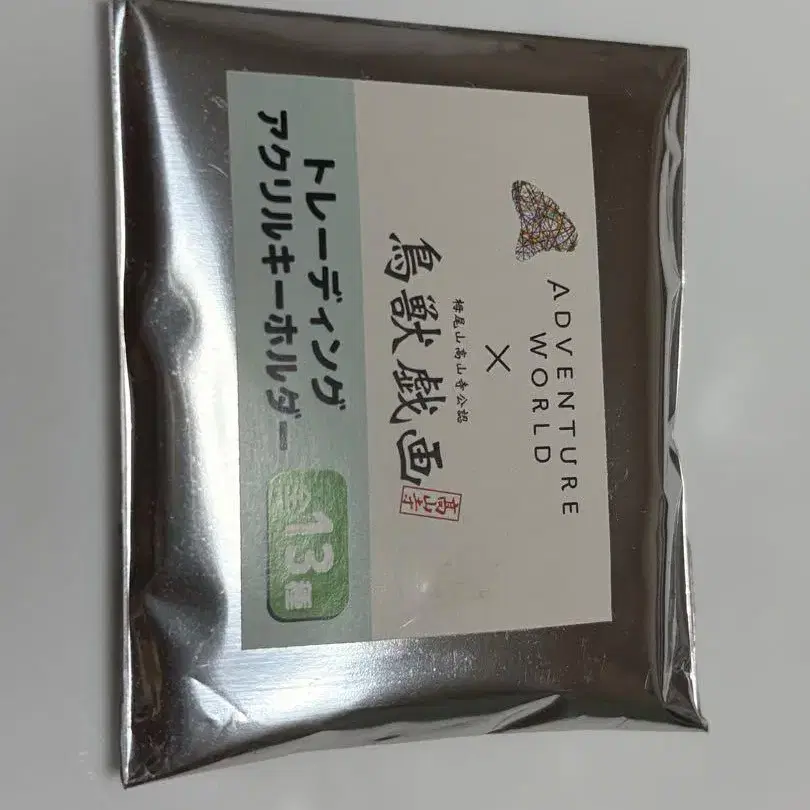 ADVENTURE
WORLD
×
栂尾山高山寺公認
鳥獣戯画
高山寺
トレーディング
アクリルキーホルダー
全13種